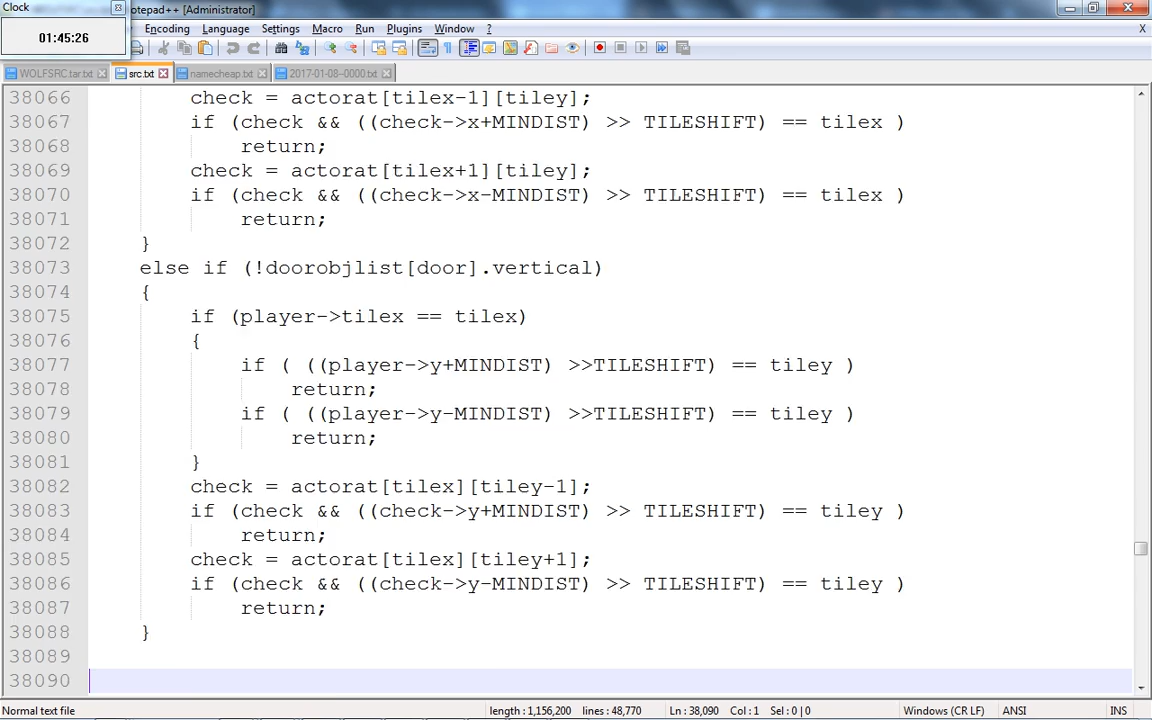 Clock
01:45:26
otepad++ [Administrator]
Encoding Language Settings Macro Run Plugins Window ? X
WOLFSRC.tar.txt src.txt namecheap.txt 2017-01-08--0000.txt
38066 check = actorat[tilex-1][tiley];
38067 if (check && ((check->x+MINDIST) >> TILESHIFT) == tilex )
38068 return;
38069 check = actorat[tilex+1][tiley];
38070 if (check && ((check->x-MINDIST) >> TILESHIFT) == tilex )
38071 return;
38072 }
38073 else if (!doorobjlist[door].vertical)
38074 {
38075 if (player->tilex == tilex)
38076 {
38077 if ( ((player->y+MINDIST) >>TILESHIFT) == tiley )
38078 return;
38079 if ( ((player->y-MINDIST) >>TILESHIFT) == tiley )
38080 return;
38081 }
38082 check = actorat[tilex][tiley-1];
38083 if (check && ((check->y+MINDIST) >> TILESHIFT) == tiley )
38084 return;
38085 check = actorat[tilex][tiley+1];
38086 if (check && ((check->y-MINDIST) >> TILESHIFT) == tiley )
38087 return;
38088 }
38089
38090
Normal text file length : 1,156,200 lines : 48,770 Ln : 38,090 Col : 1 Sel : 0 | 0 Windows (CR LF) ANSI INS